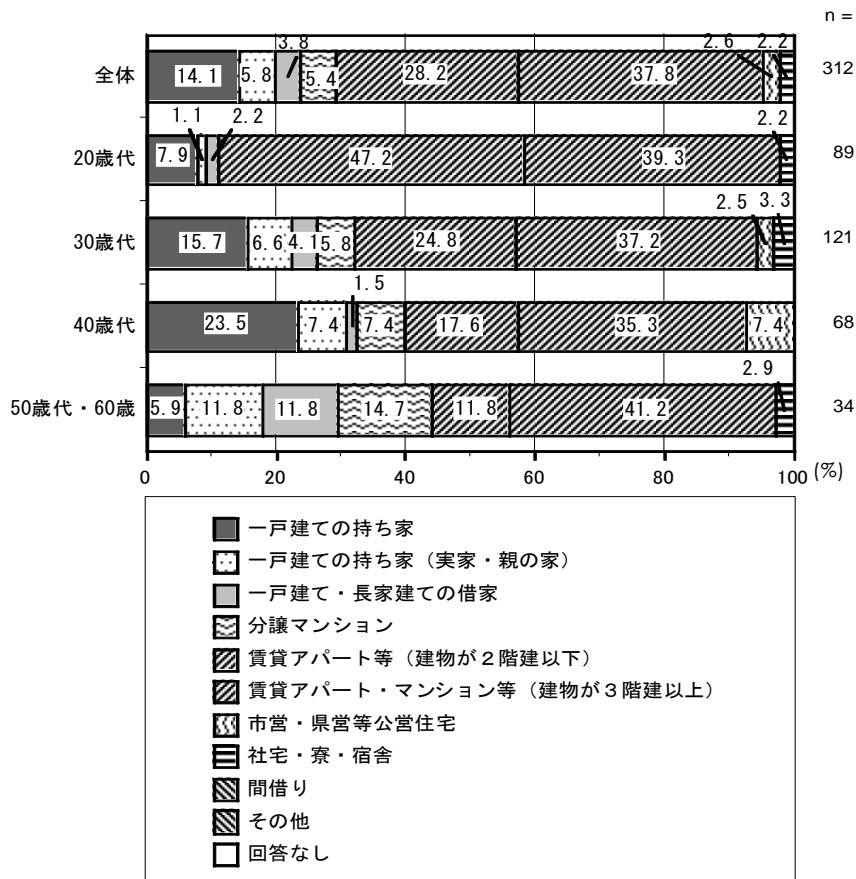 n =
3.8
2.6 2.2
全体 14.1 5.8 5.4 28.2 37.8 312
1.1 2.2 2.2
20歳代 7.9 47.2 39.3 89
2.5 3.3
30歳代 15.7 6.6 4.1 5.8 24.8 37.2 121
1.5
40歳代 23.5 7.4 7.4 17.6 35.3 7.4 68
2.9
50歳代・60歳 5.9 11.8 11.8 14.7 11.8 41.2 34
0 20 40 60 80 100 (%)
一戸建ての持ち家
一戸建ての持ち家（実家・親の家）
一戸建て・長家建ての借家
分譲マンション
賃貸アパート等（建物が２階建以下）
賃貸アパート・マンション等（建物が３階建以上）
市営・県営等公営住宅
社宅・寮・宿舎
間借り
その他
回答なし